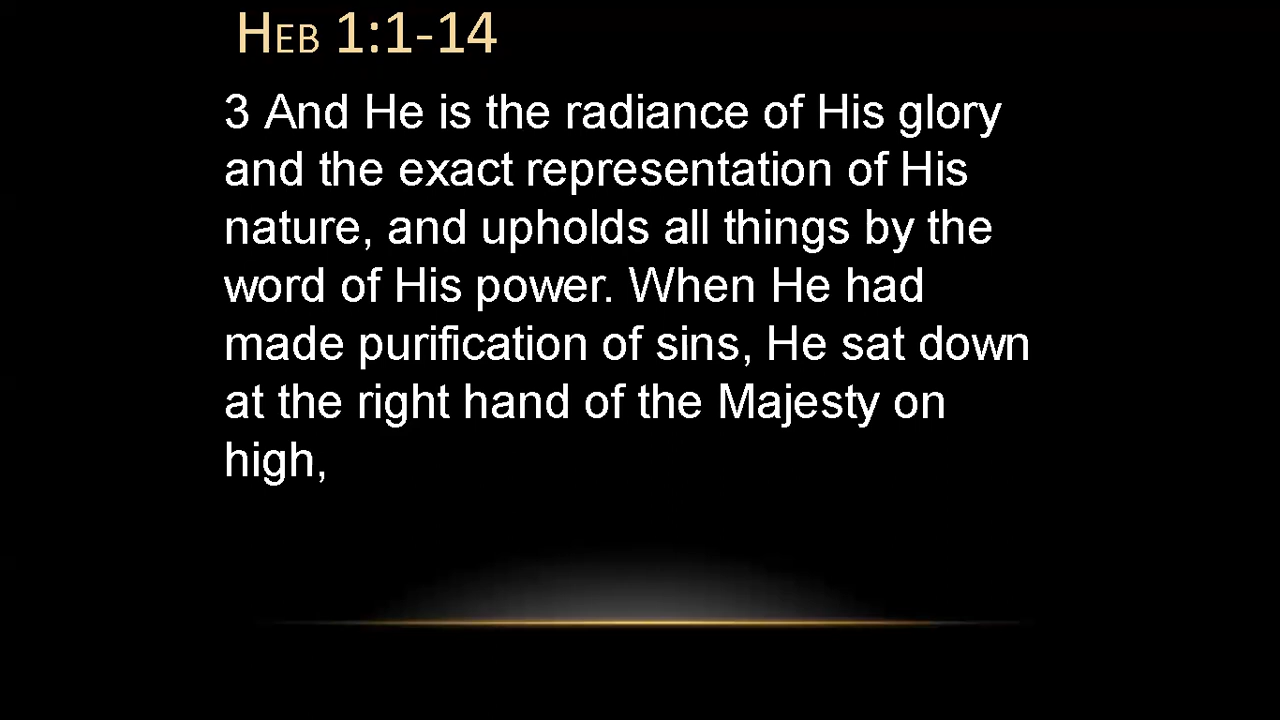 HEB 1:1-14
3 And He is the radiance of His glory
and the exact representation of His
nature, and upholds all things by the
word of His power. When He had
made purification of sins, He sat down
at the right hand of the Majesty on
high,